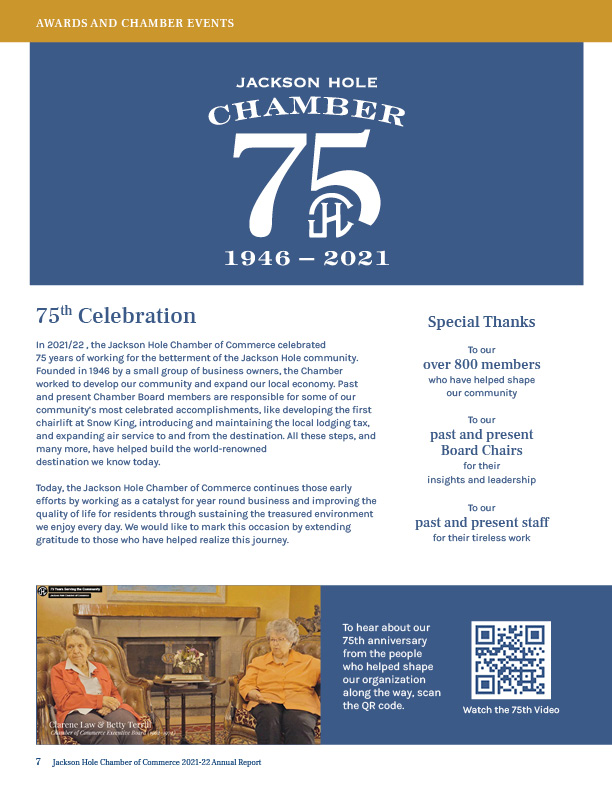 AWARDS AND CHAMBER EVENTS
JACKSON HOLE
CHAMBER
75
JHC
1946 – 2021
75th Celebration
In 2021/22 , the Jackson Hole Chamber of Commerce celebrated
75 years of working for the betterment of the Jackson Hole community.
Founded in 1946 by a small group of business owners, the Chamber
worked to develop our community and expand our local economy. Past
and present Chamber Board members are responsible for some of our
community's most celebrated accomplishments, like developing the first
chairlift at Snow King, introducing and maintaining the local lodging tax,
and expanding air service to and from the destination. All these steps, and
many more, have helped build the world-renowned
destination we know today.
Today, the Jackson Hole Chamber of Commerce continues those early
efforts by working as a catalyst for year round business and improving the
quality of life for residents through sustaining the treasured environment
we enjoy every day. We would like to mark this occasion by extending
gratitude to those who have helped realize this journey.
Special Thanks
To our
over 800 members
who have helped shape
our community
To our
past and present
Board Chairs
for their
insights and leadership
To our
past and present staff
for their tireless work
75 Years Serving the Community
Jackson Hole Chamber of Commerce
Clarene Law & Betty Terrill
Chamber of Commerce Executive Board
To hear about our
75th anniversary
from the people
who helped shape
our organization
along the way, scan
the QR code.
Watch the 75th Video
7 Jackson Hole Chamber of Commerce 2021-22 Annual Report